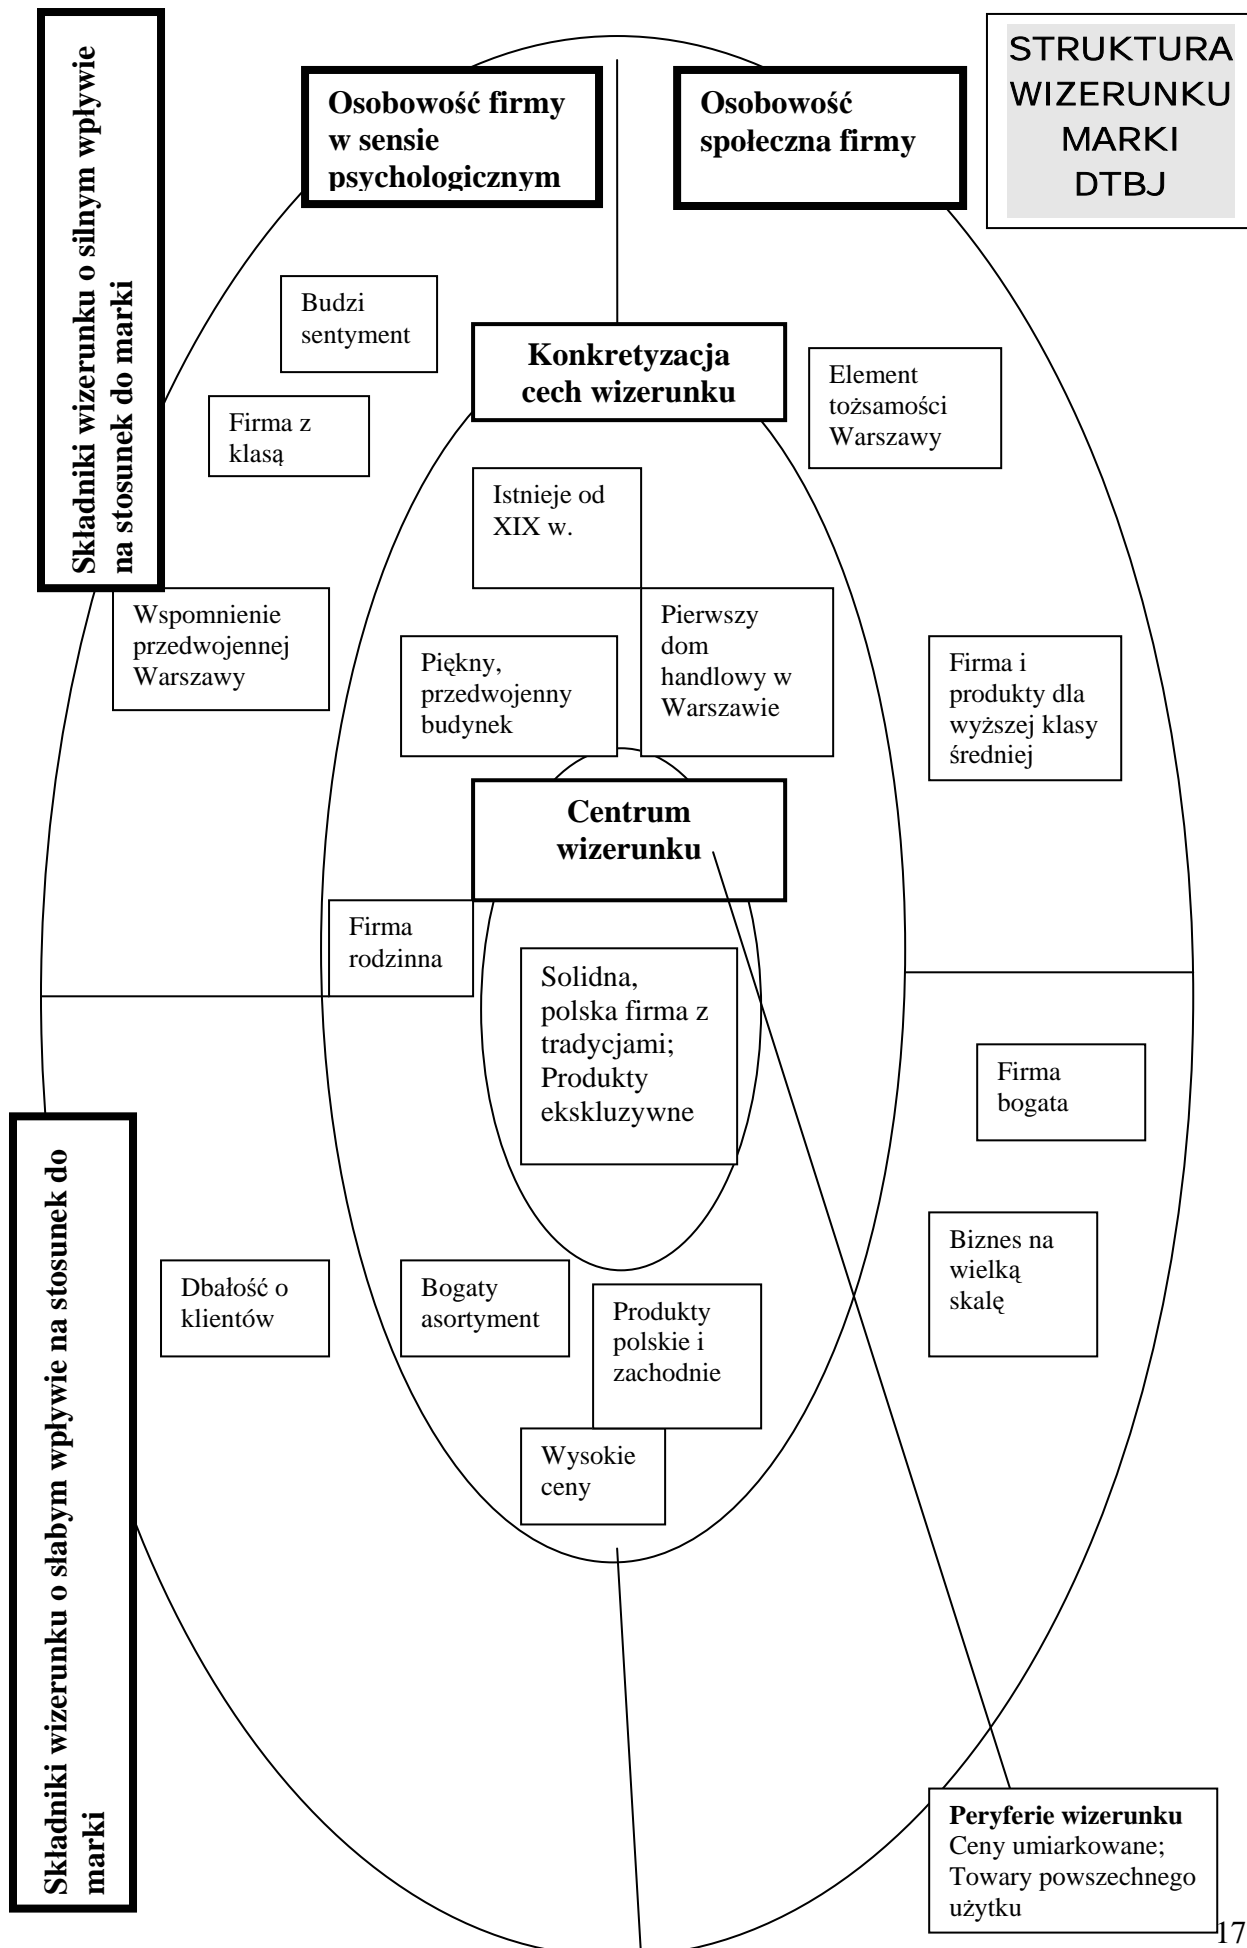 STRUKTURA
WIZERUNKU
MARKI
DTBJ
Składniki wizerunku o silnym wpływie
na stosunek do marki
Osobowość firmy
w sensie
psychologicznym
Osobowość
społeczna firmy
Budzi
sentyment
Konkretyzacja
cech wizerunku
Element
tożsamości
Warszawy
Firma z
klasą
Istnieje od
XIX w.
Wspomnienie
przedwojennej
Warszawy
Piękny,
przedwojenny
budynek
Pierwszy
dom
handlowy w
Warszawie
Firma i
produkty dla
wyższej klasy
średniej
Centrum
wizerunku
Firma
rodzinna
Solidna,
polska firma z
tradycjami;
Produkty
ekskluzywne
Firma
bogata
Składniki wizerunku o słabym wpływie na stosunek do
marki
Biznes na
wielką
skalę
Dbałość o
klientów
Bogaty
asortyment
Produkty
polskie i
zachodnie
Wysokie
ceny
Peryferie wizerunku
Ceny umiarkowane;
Towary powszechnego
użytku
17